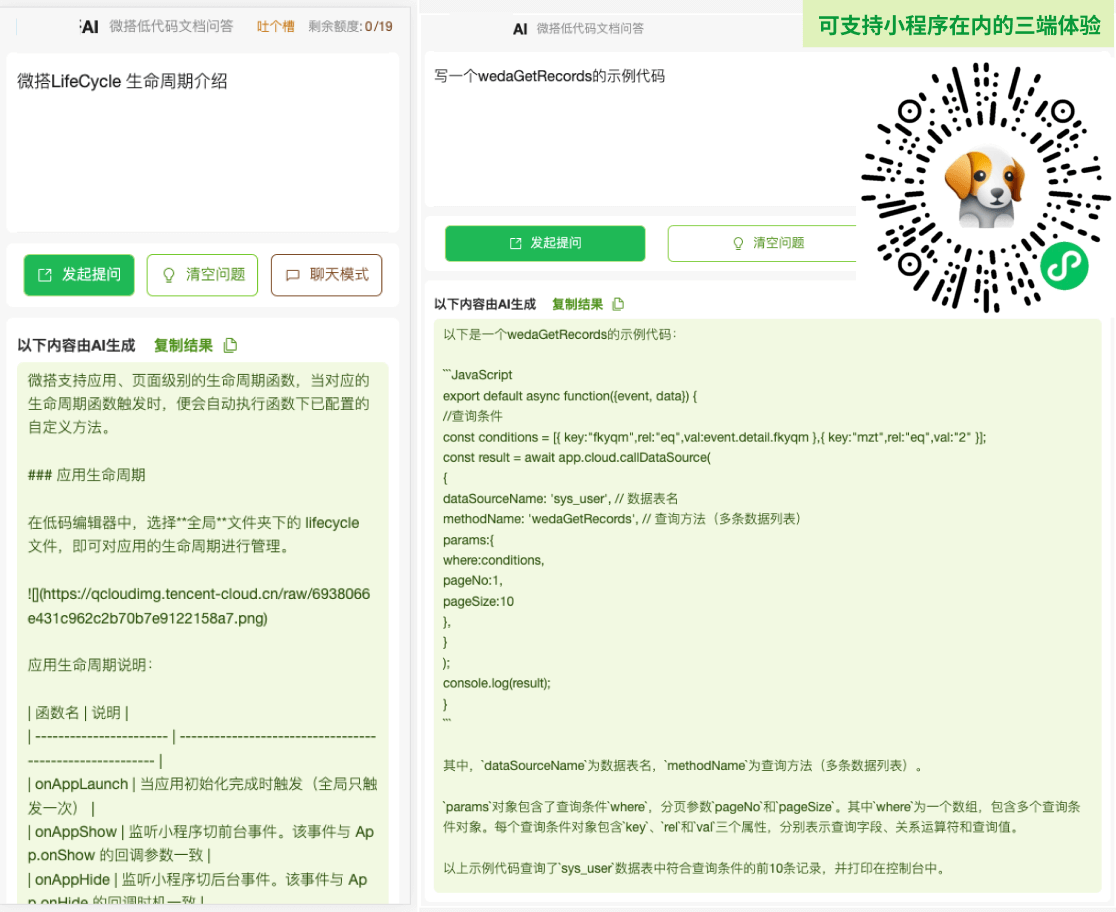 AI 微搭低代码文档问答 吐个槽 剩余额度:0/19
微搭LifeCycle 生命周期介绍
发起提问 清空问题 聊天模式
以下内容由AI生成 复制结果
微搭支持应用、页面级别的生命周期函数，当对应的
生命周期函数触发时，便会自动执行函数下已配置的
自定义方法。
### 应用生命周期
在低码编辑器中，选择**全局**文件夹下的 lifecycle
文件，即可对应用的生命周期进行管理。
![](https://qcloudimg.tencent-cloud.cn/raw/6938066
e431c962c2b70b7e9122158a7.png)
应用生命周期说明：
| 函数名 | 说明 |
| ----------------------- | ----------------------------------
---------------------- |
| onAppLaunch | 当应用初始化完成时触发（全局只触
发一次） |
| onAppShow | 监听小程序切前台事件。该事件与 Ap
p.onShow 的回调参数一致 |
| onAppHide | 监听小程序切后台事件。该事件与 Ap
p.onHide 的回调时机一致 |
AI 微搭低代码文档问答
可支持小程序在内的三端体验
写一个wedaGetRecords的示例代码
发起提问 清空问题
以下内容由AI生成 复制结果
以下是一个wedaGetRecords的示例代码：
```JavaScript
export default async function({event, data}) {
//查询条件
const conditions = [{ key:"fkyqm",rel:"eq",val:event.detail.fkyqm },{ key:"mzt",rel:"eq",val:"2" }];
const result = await app.cloud.callDataSource(
{
dataSourceName: 'sys_user', // 数据表名
methodName: 'wedaGetRecords', // 查询方法（多条数据列表）
params:{
where:conditions,
pageNo:1,
pageSize:10
},
}
);
console.log(result);
}
```
其中，`dataSourceName`为数据表名，`methodName`为查询方法（多条数据列表）。
`params`对象包含了查询条件`where`，分页参数`pageNo`和`pageSize`。其中`where`为一个数组，包含多个查询条
件对象。每个查询条件对象包含`key`、`rel`和`val`三个属性，分别表示查询字段、关系运算符和查询值。
以上示例代码查询了`sys_user`数据表中符合查询条件的前10条记录，并打印在控制台中。